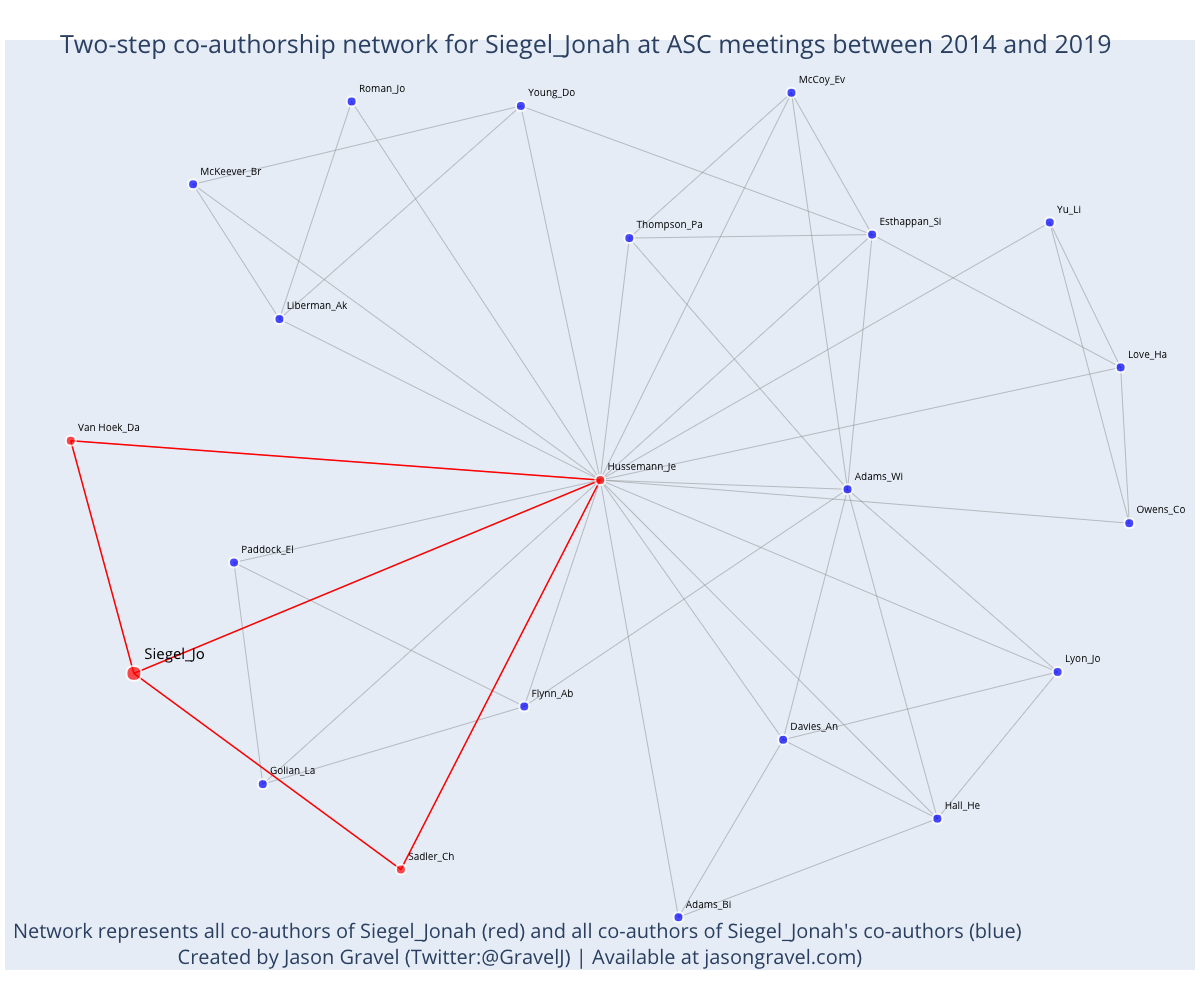 Two-step co-authorship network for Siegel_Jonah at ASC meetings between 2014 and 2019
McCoy_Ev
Roman_Jo
Young_Do
McKeever_Br
Yu_Li
Esthappan_Si
Thompson_Pa
Liberman_Ak
Love_Ha
Van Hoek_Da
Hussemann_Je
Adams_Wi
Owens_Co
Paddock_El
Siegel_Jo
Lyon_Jo
Flynn_Ab
Davies_An
Golian_La
Hall_He
Sadler_Ch
Adams_Bi
Network represents all co-authors of Siegel_Jonah (red) and all co-authors of Siegel_Jonah's co-authors (blue)
Created by Jason Gravel (Twitter:@GravelJ) | Available at jasongravel.com)